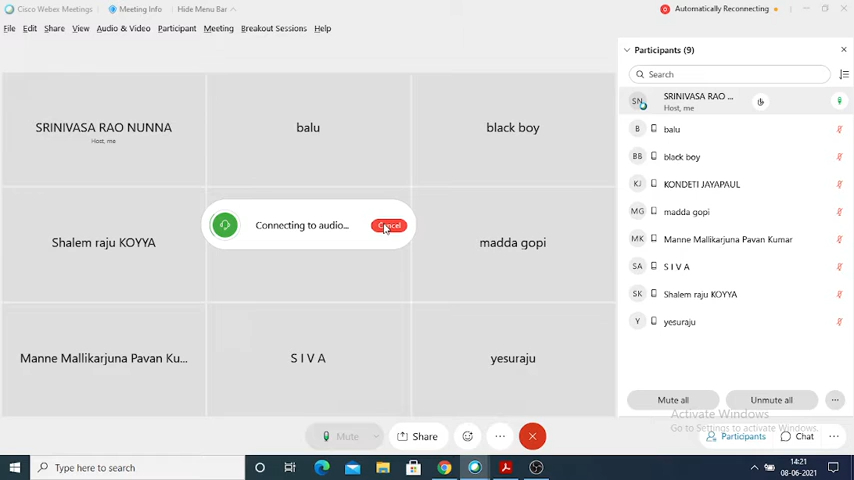 Cisco Webex Meetings
Meeting Info
Hide Menu Bar
Automatically Reconnecting
File Edit Share View Audio & Video Participant Meeting Breakout Sessions Help
Participants (9)
Search
SRINIVASA RAO NUNNA
Host, me
balu
black boy
Shalem raju KOYYA
Connecting to audio...
Cancel
madda gopi
Manne Mallikarjuna Pavan Ku...
S I V A
yesuraju
SN SRINIVASA RAO ...
Host, me
B balu
BB black boy
KJ KONDETI JAYAPAUL
MG madda gopi
MK Manne Mallikarjuna Pavan Kumar
SA S I V A
SK Shalem raju KOYYA
Y yesuraju
Mute all Unmute all
Activate Windows
Go to Settings to activate Windows.
Mute Share
Participants Chat
Type here to search
14:21
08-06-2021